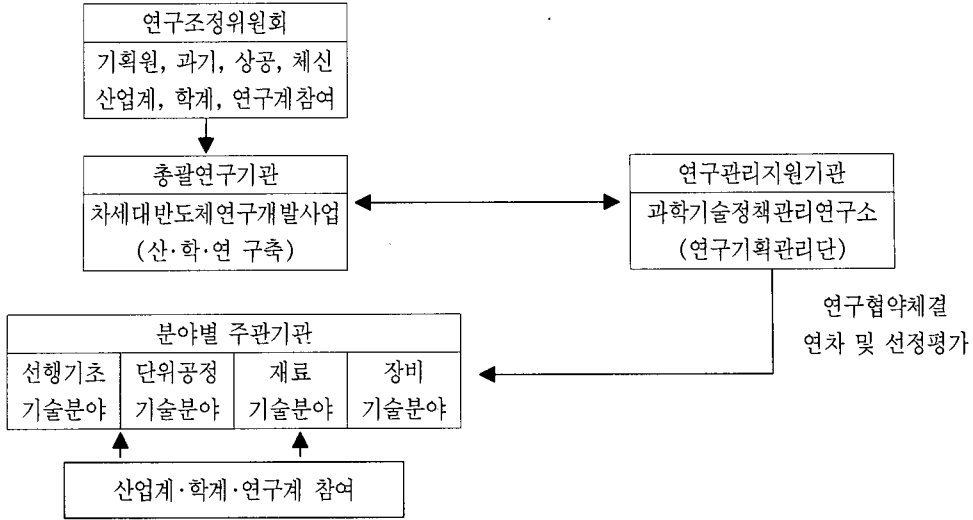 연구조정위원회
기획원, 과기, 상공, 체신
산업계, 학계, 연구계참여
총괄연구기관
차세대반도체연구개발사업
(산·학·연 구축)
연구관리지원기관
과학기술정책관리연구소
(연구기획관리단)
연구협약체결
연차 및 선정평가
분야별 주관기관
선행기초
기술분야
단위공정
기술분야
재료
기술분야
장비
기술분야
산업계·학계·연구계 참여